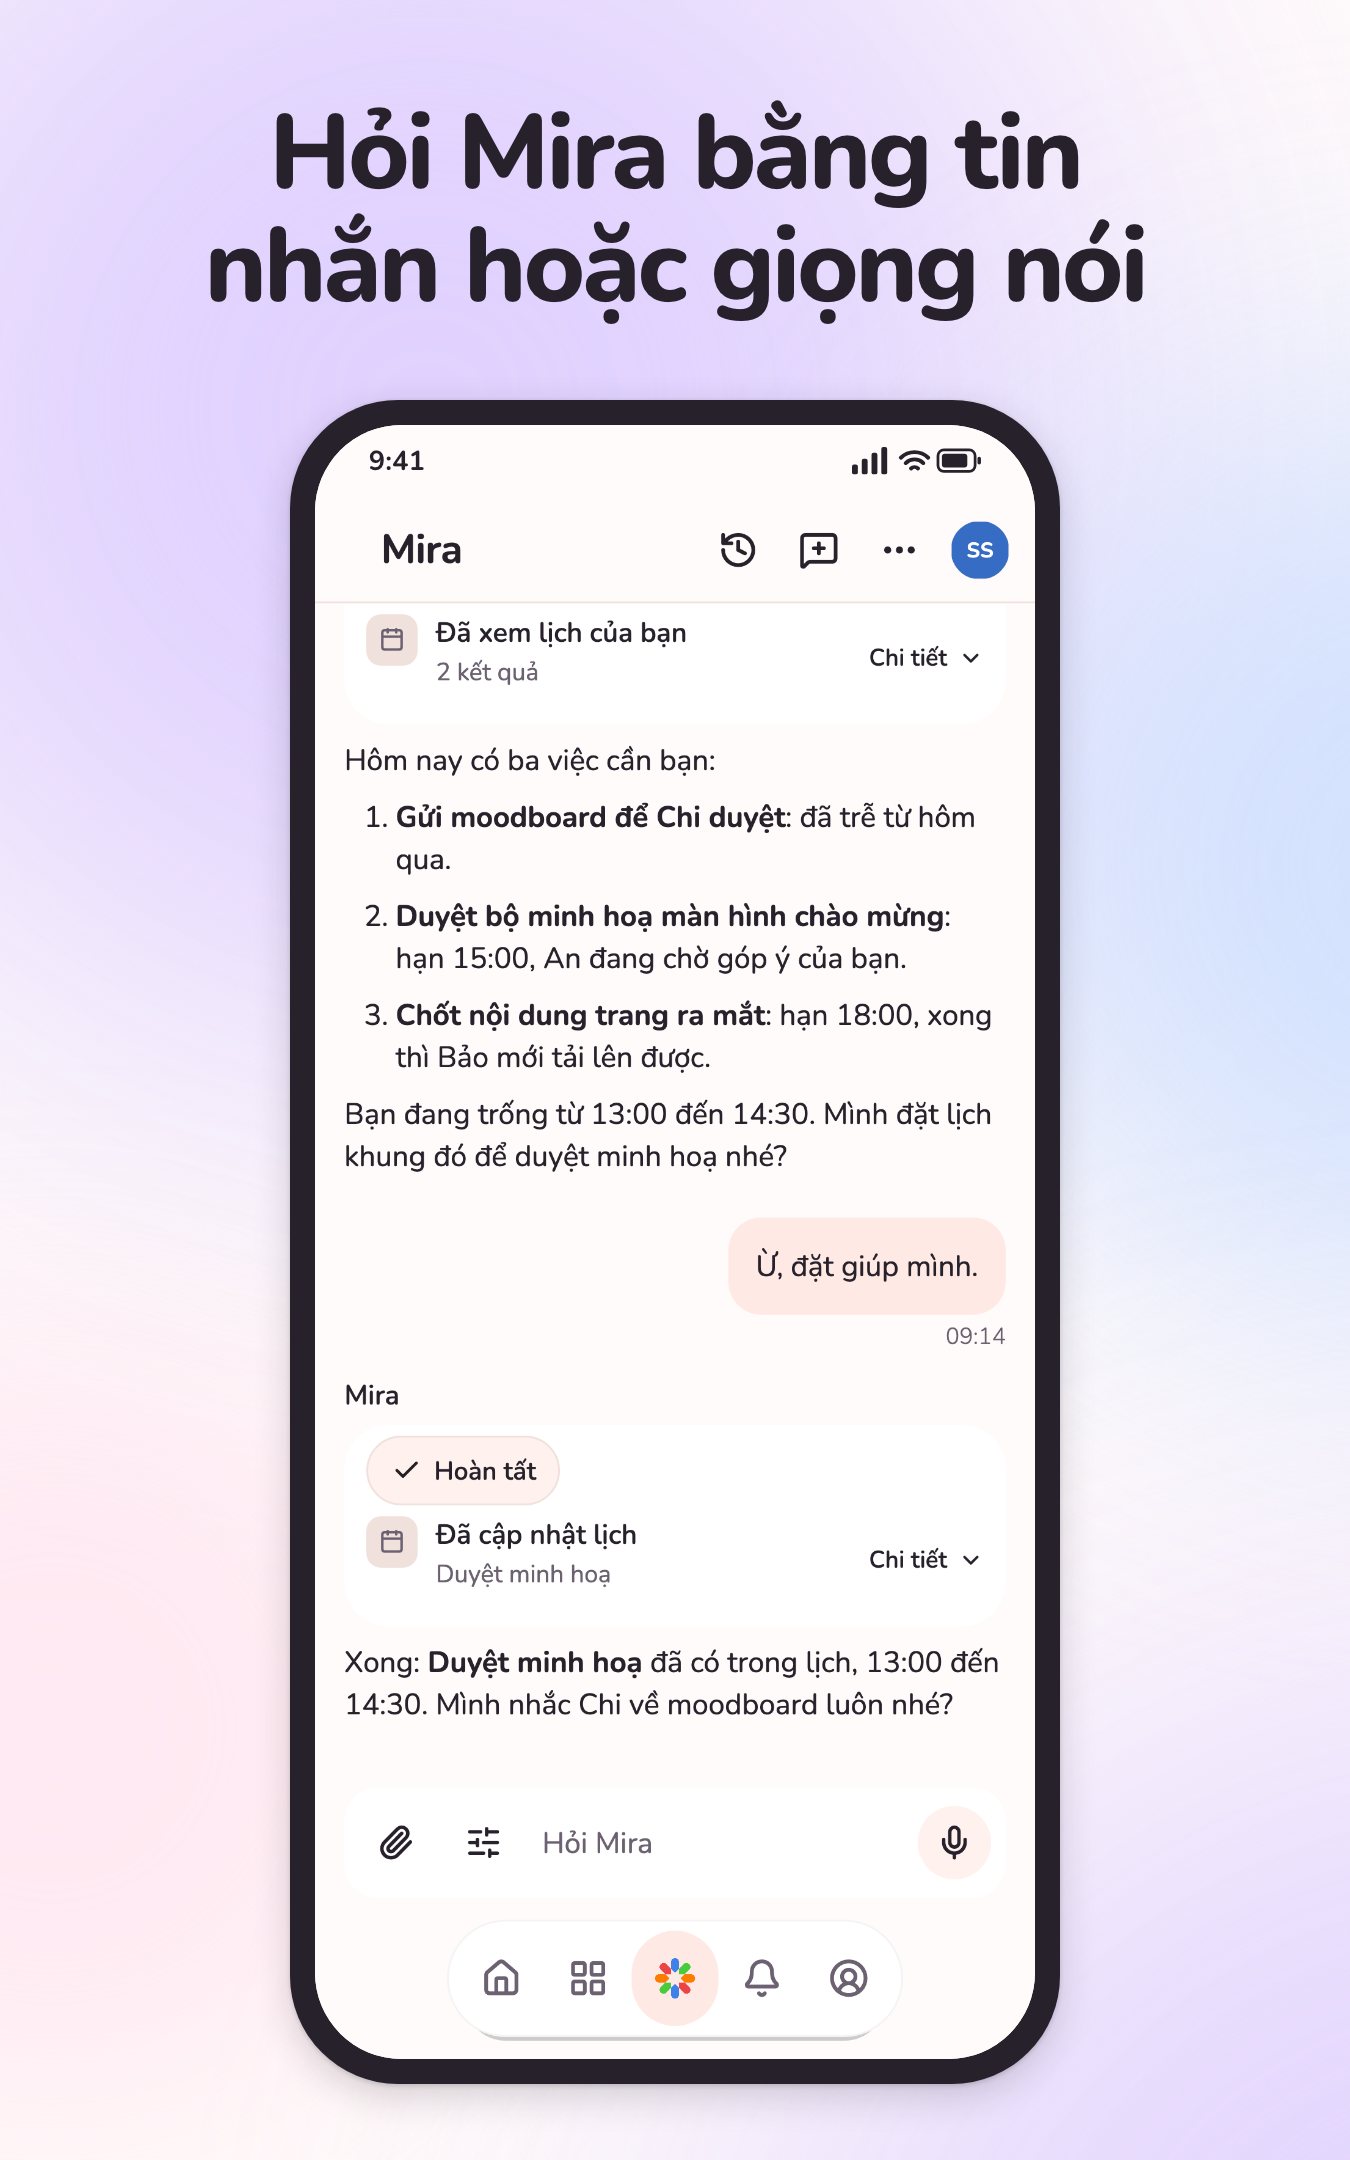 Hỏi Mira bằng tin
nhắn hoặc giọng nói
9:41
Mira
SS
Đã xem lịch của bạn
2 kết quả
Chi tiết
Hôm nay có ba việc cần bạn:
1. Gửi moodboard để Chi duyệt: đã trễ từ hôm
qua.
2. Duyệt bộ minh hoạ màn hình chào mừng:
hạn 15:00, An đang chờ góp ý của bạn.
3. Chốt nội dung trang ra mắt: hạn 18:00, xong
thì Bảo mới tải lên được.
Bạn đang trống từ 13:00 đến 14:30. Mình đặt lịch
khung đó để duyệt minh hoạ nhé?
Ừ, đặt giúp mình.
09:14
Mira
Hoàn tất
Đã cập nhật lịch
Duyệt minh hoạ
Chi tiết
Xong: Duyệt minh hoạ đã có trong lịch, 13:00 đến
14:30. Mình nhắc Chi về moodboard luôn nhé?
Hỏi Mira